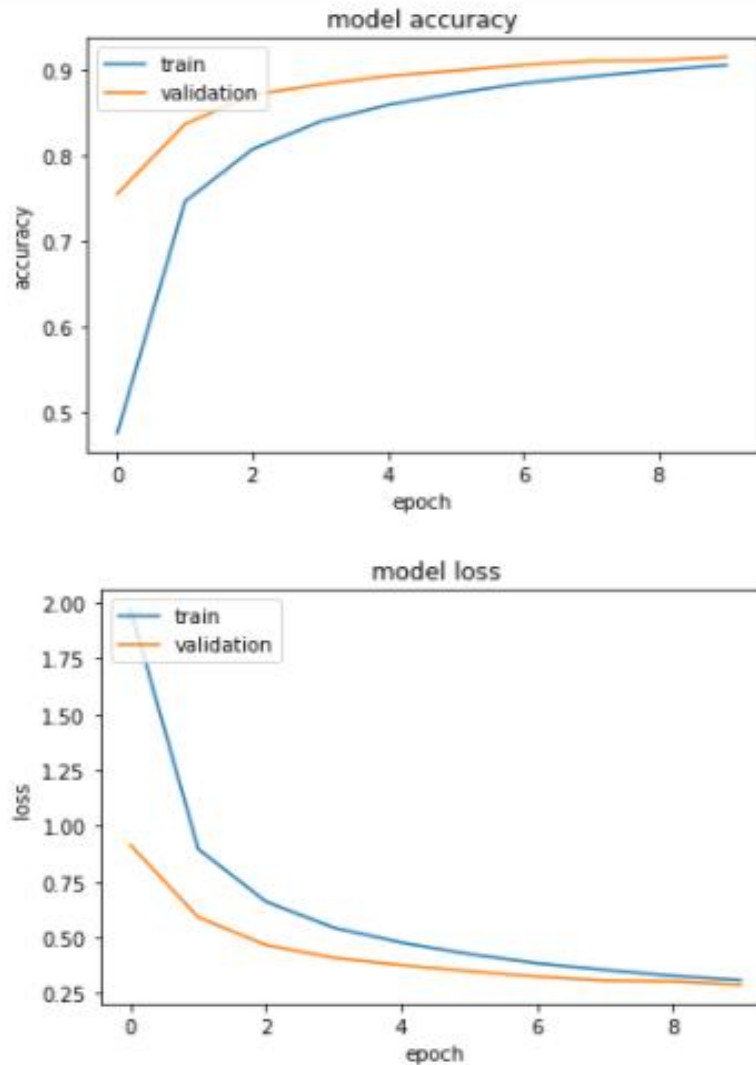 model accuracy
train
validation
0.9
0.8
0.7
0.6
0.5
accuracy
0 2 4 6 8
epoch
model loss
train
validation
2.00
1.75
1.50
1.25
1.00
0.75
0.50
0.25
loss
0 2 4 6 8
epoch